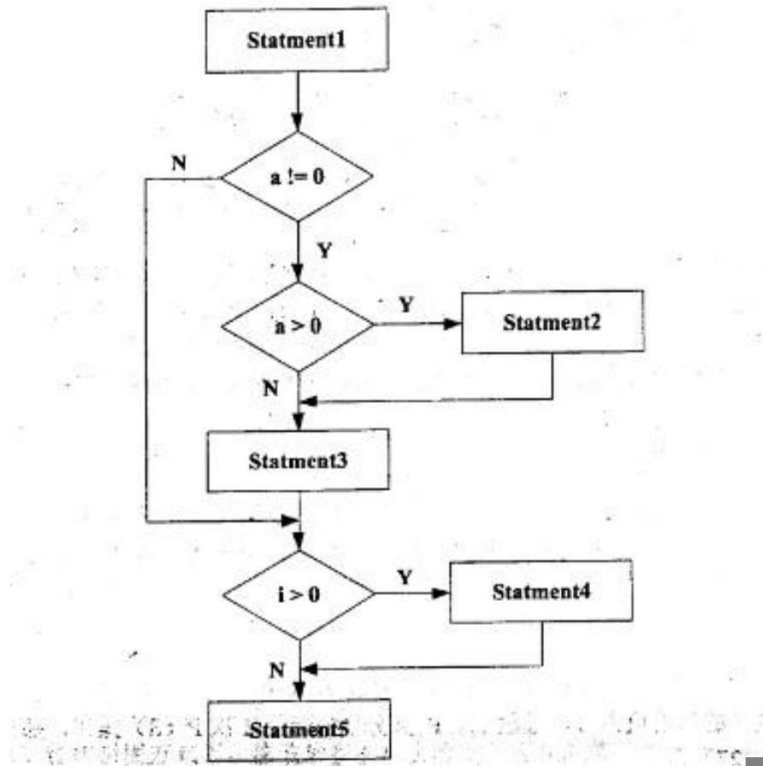 Statment1
N
a != 0
Y
a > 0
Y
Statment2
N
Statment3
i > 0
Y
Statment4
N
Statment5